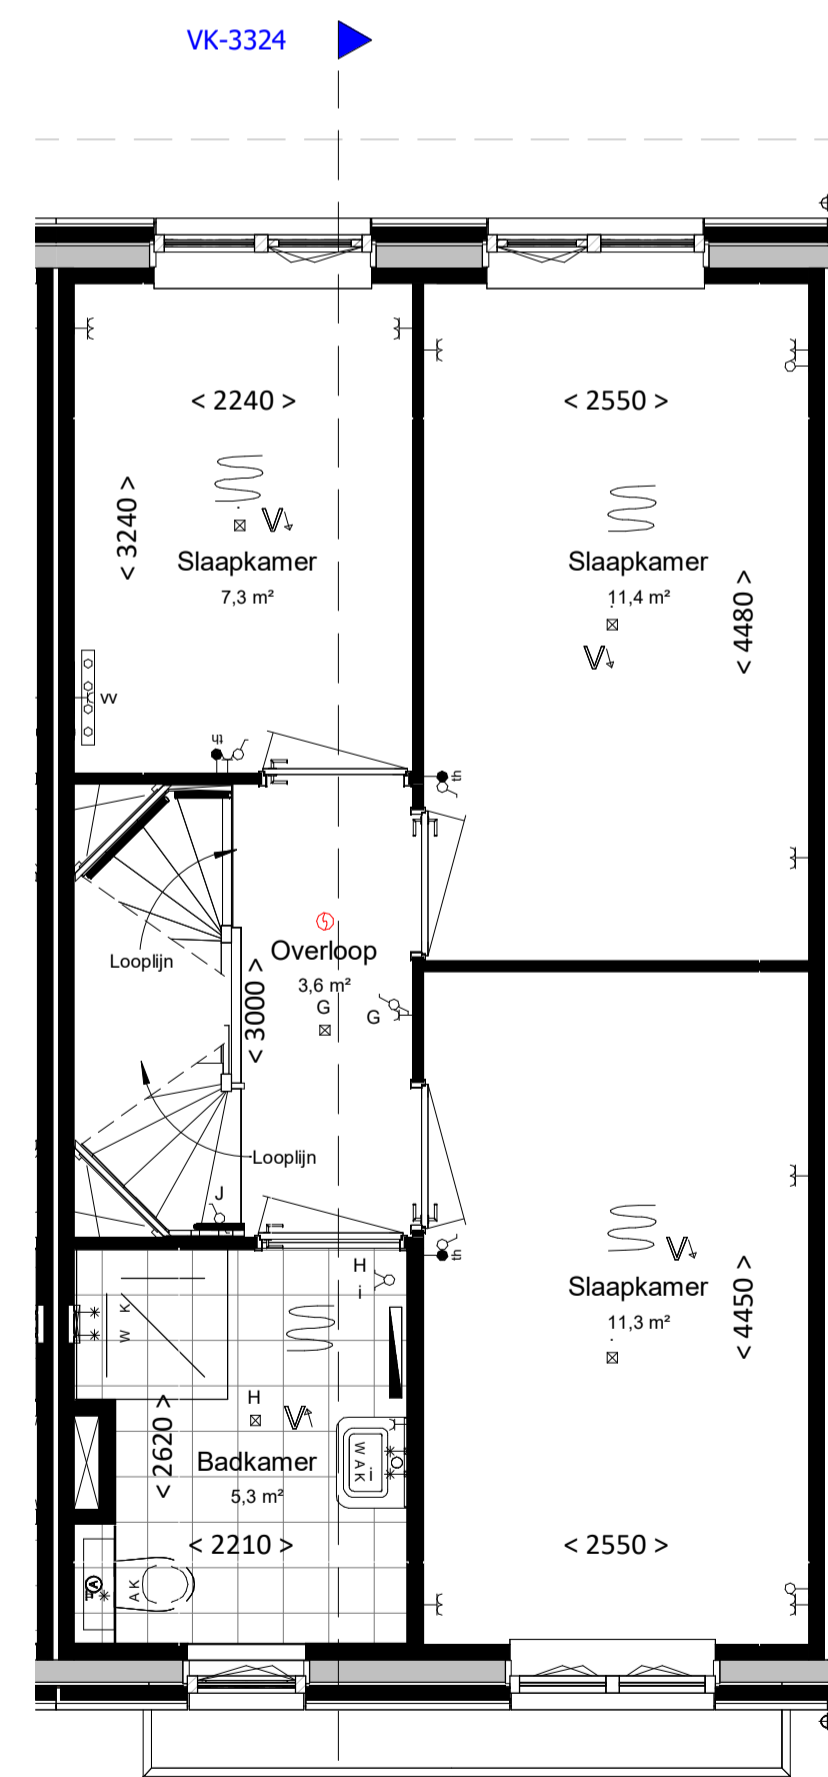 VK-3324
< 2240 >
< 2550 >
< 3240 >
Slaapkamer
7,3 m²
Slaapkamer
11,4 m²
< 4480 >
V
V
W
th
th
Looplijn
Overloop
3,6 m²
G
G
< 3000 >
Looplijn
J
th
V
Slaapkamer
11,3 m²
< 4450 >
H
i
W K
H
V
< 2620 >
Badkamer
5,3 m²
W A K
i
< 2210 >
< 2550 >
A K